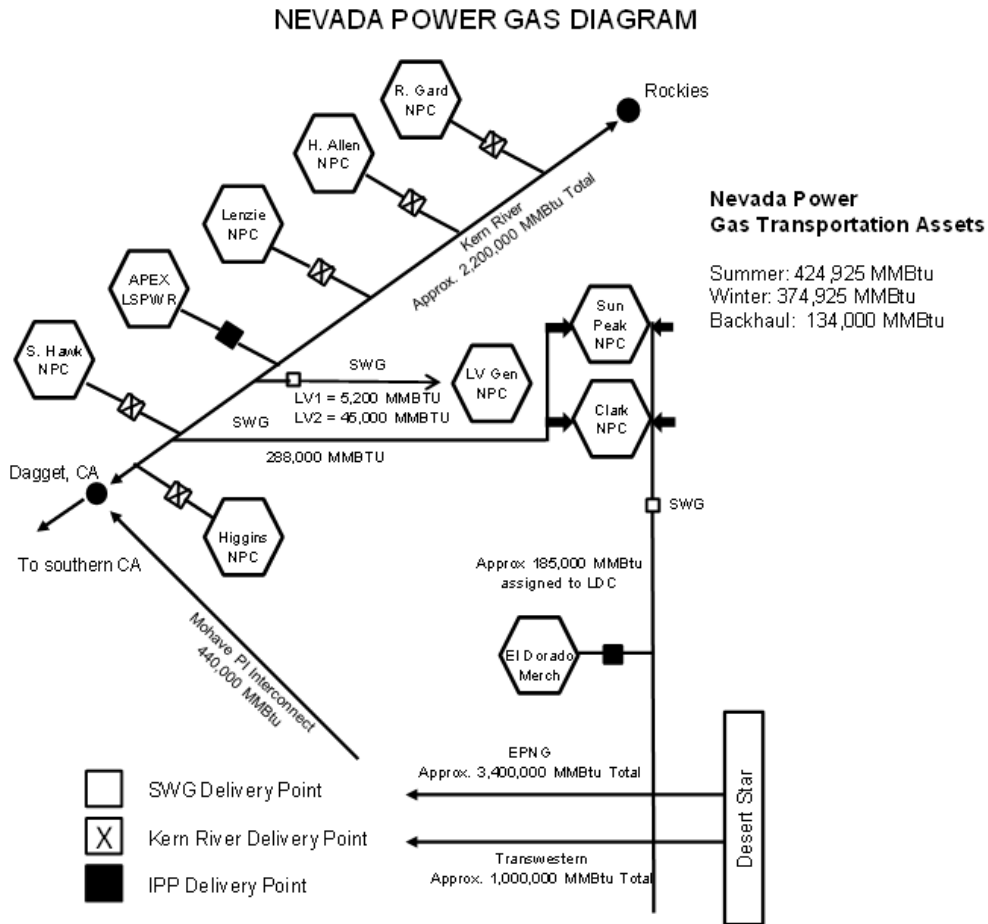 NEVADA POWER GAS DIAGRAM
R. Gard
NPC
Rockies
H. Allen
NPC
Lenzie
NPC
Kern River
Approx. 2,200,000 MMBtu Total
Nevada Power
Gas Transportation Assets
Summer: 424,925 MMBtu
Winter: 374,925 MMBtu
Backhaul: 134,000 MMBtu
APEX
LSPWR
Sun
Peak
NPC
S. Hawk
NPC
SWG
LV1 = 5,200 MMBTU
LV2 = 45,000 MMBTU
LV Gen
NPC
Clark
NPC
SWG
288,000 MMBTU
Dagget, CA
To southern CA
Higgins
NPC
SWG
Approx 185,000 MMBtu
assigned to LDC
Mohave PI Interconnect
440,000 MMBtu
El Dorado
Merch
EPNG
Approx. 3,400,000 MMBtu Total
Transwestern
Approx. 1,000,000 MMBtu Total
Desert Star
SWG Delivery Point
X
Kern River Delivery Point
IPP Delivery Point